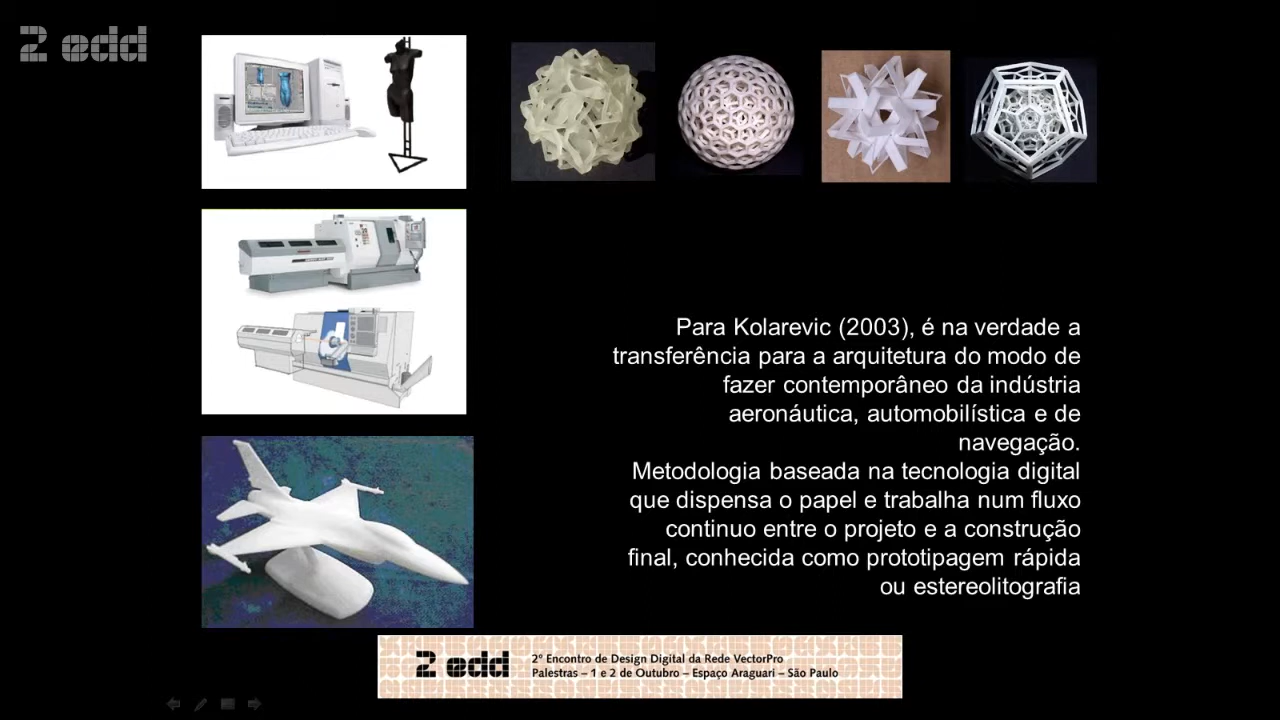 2 edd
Para Kolarevic (2003), é na verdade a
transferência para a arquitetura do modo de
fazer contemporâneo da indústria
aeronáutica, automobilística e de
navegação.
Metodologia baseada na tecnologia digital
que dispensa o papel e trabalha num fluxo
continuo entre o projeto e a construção
final, conhecida como prototipagem rápida
ou estereolitografia
2 edd
2º Encontro de Design Digital da Rede VectorPro
Palestras – 1 e 2 de Outubro – Espaço Araguari – São Paulo